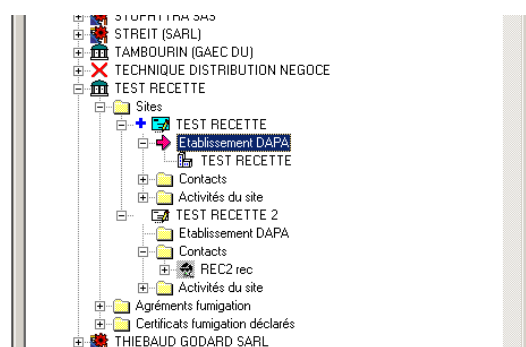 STOPHYTRA SAS
STREIT (SARL)
TAMBOURIN (GAEC DU)
TECHNIQUE DISTRIBUTION NEGOCE
TEST RECETTE
Sites
TEST RECETTE
Etablissement DAPA
TEST RECETTE
Contacts
Activités du site
TEST RECETTE 2
Etablissement DAPA
Contacts
REC2 rec
Activités du site
Agréments fumigation
Certificats fumigation déclarés
THIEBAUD GODARD SARL